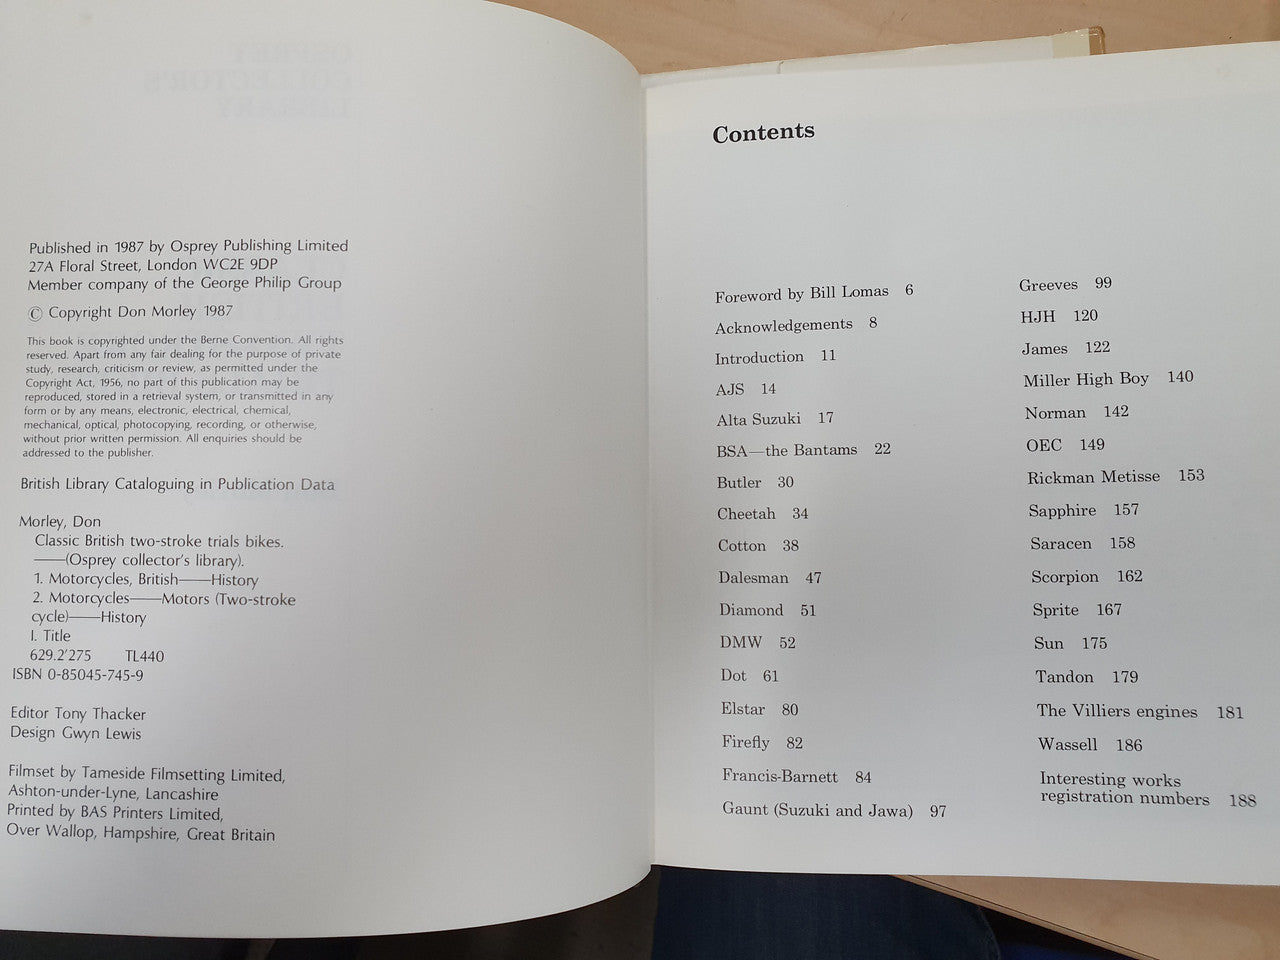 Published in 1987 by Osprey Publishing Limited
27A Floral Street, London WC2E 9DP
Member company of the George Philip Group
© Copyright Don Morley 1987
This book is copyrighted under the Berne Convention. All rights
reserved. Apart from any fair dealing for the purpose of private
study, research, criticism or review, as permitted under the
Copyright Act, 1956, no part of this publication may be
reproduced, stored in a retrieval system, or transmitted in any
form or by any means, electronic, electrical, chemical,
mechanical, optical, photocopying, recording, or otherwise,
without prior written permission. All enquiries should be
addressed to the publisher.
British Library Cataloguing in Publication Data
Morley, Don
Classic British two-stroke trials bikes.
——(Osprey collector's library).
1. Motorcycles, British——History
2. Motorcycles——Motors (Two-stroke
cycle)——History
I. Title
629.2'275 TL440
ISBN 0-85045-745-9
Editor Tony Thacker
Design Gwyn Lewis
Filmset by Tameside Filmsetting Limited,
Ashton-under-Lyne, Lancashire
Printed by BAS Printers Limited,
Over Wallop, Hampshire, Great Britain
Contents
Foreword by Bill Lomas 6
Acknowledgements 8
Introduction 11
AJS 14
Alta Suzuki 17
BSA—the Bantams 22
Butler 30
Cheetah 34
Cotton 38
Dalesman 47
Diamond 51
DMW 52
Dot 61
Elstar 80
Firefly 82
Francis-Barnett 84
Gaunt (Suzuki and Jawa) 97
Greeves 99
HJH 120
James 122
Miller High Boy 140
Norman 142
OEC 149
Rickman Metisse 153
Sapphire 157
Saracen 158
Scorpion 162
Sprite 167
Sun 175
Tandon 179
The Villiers engines 181
Wassell 186
Interesting works
registration numbers 188